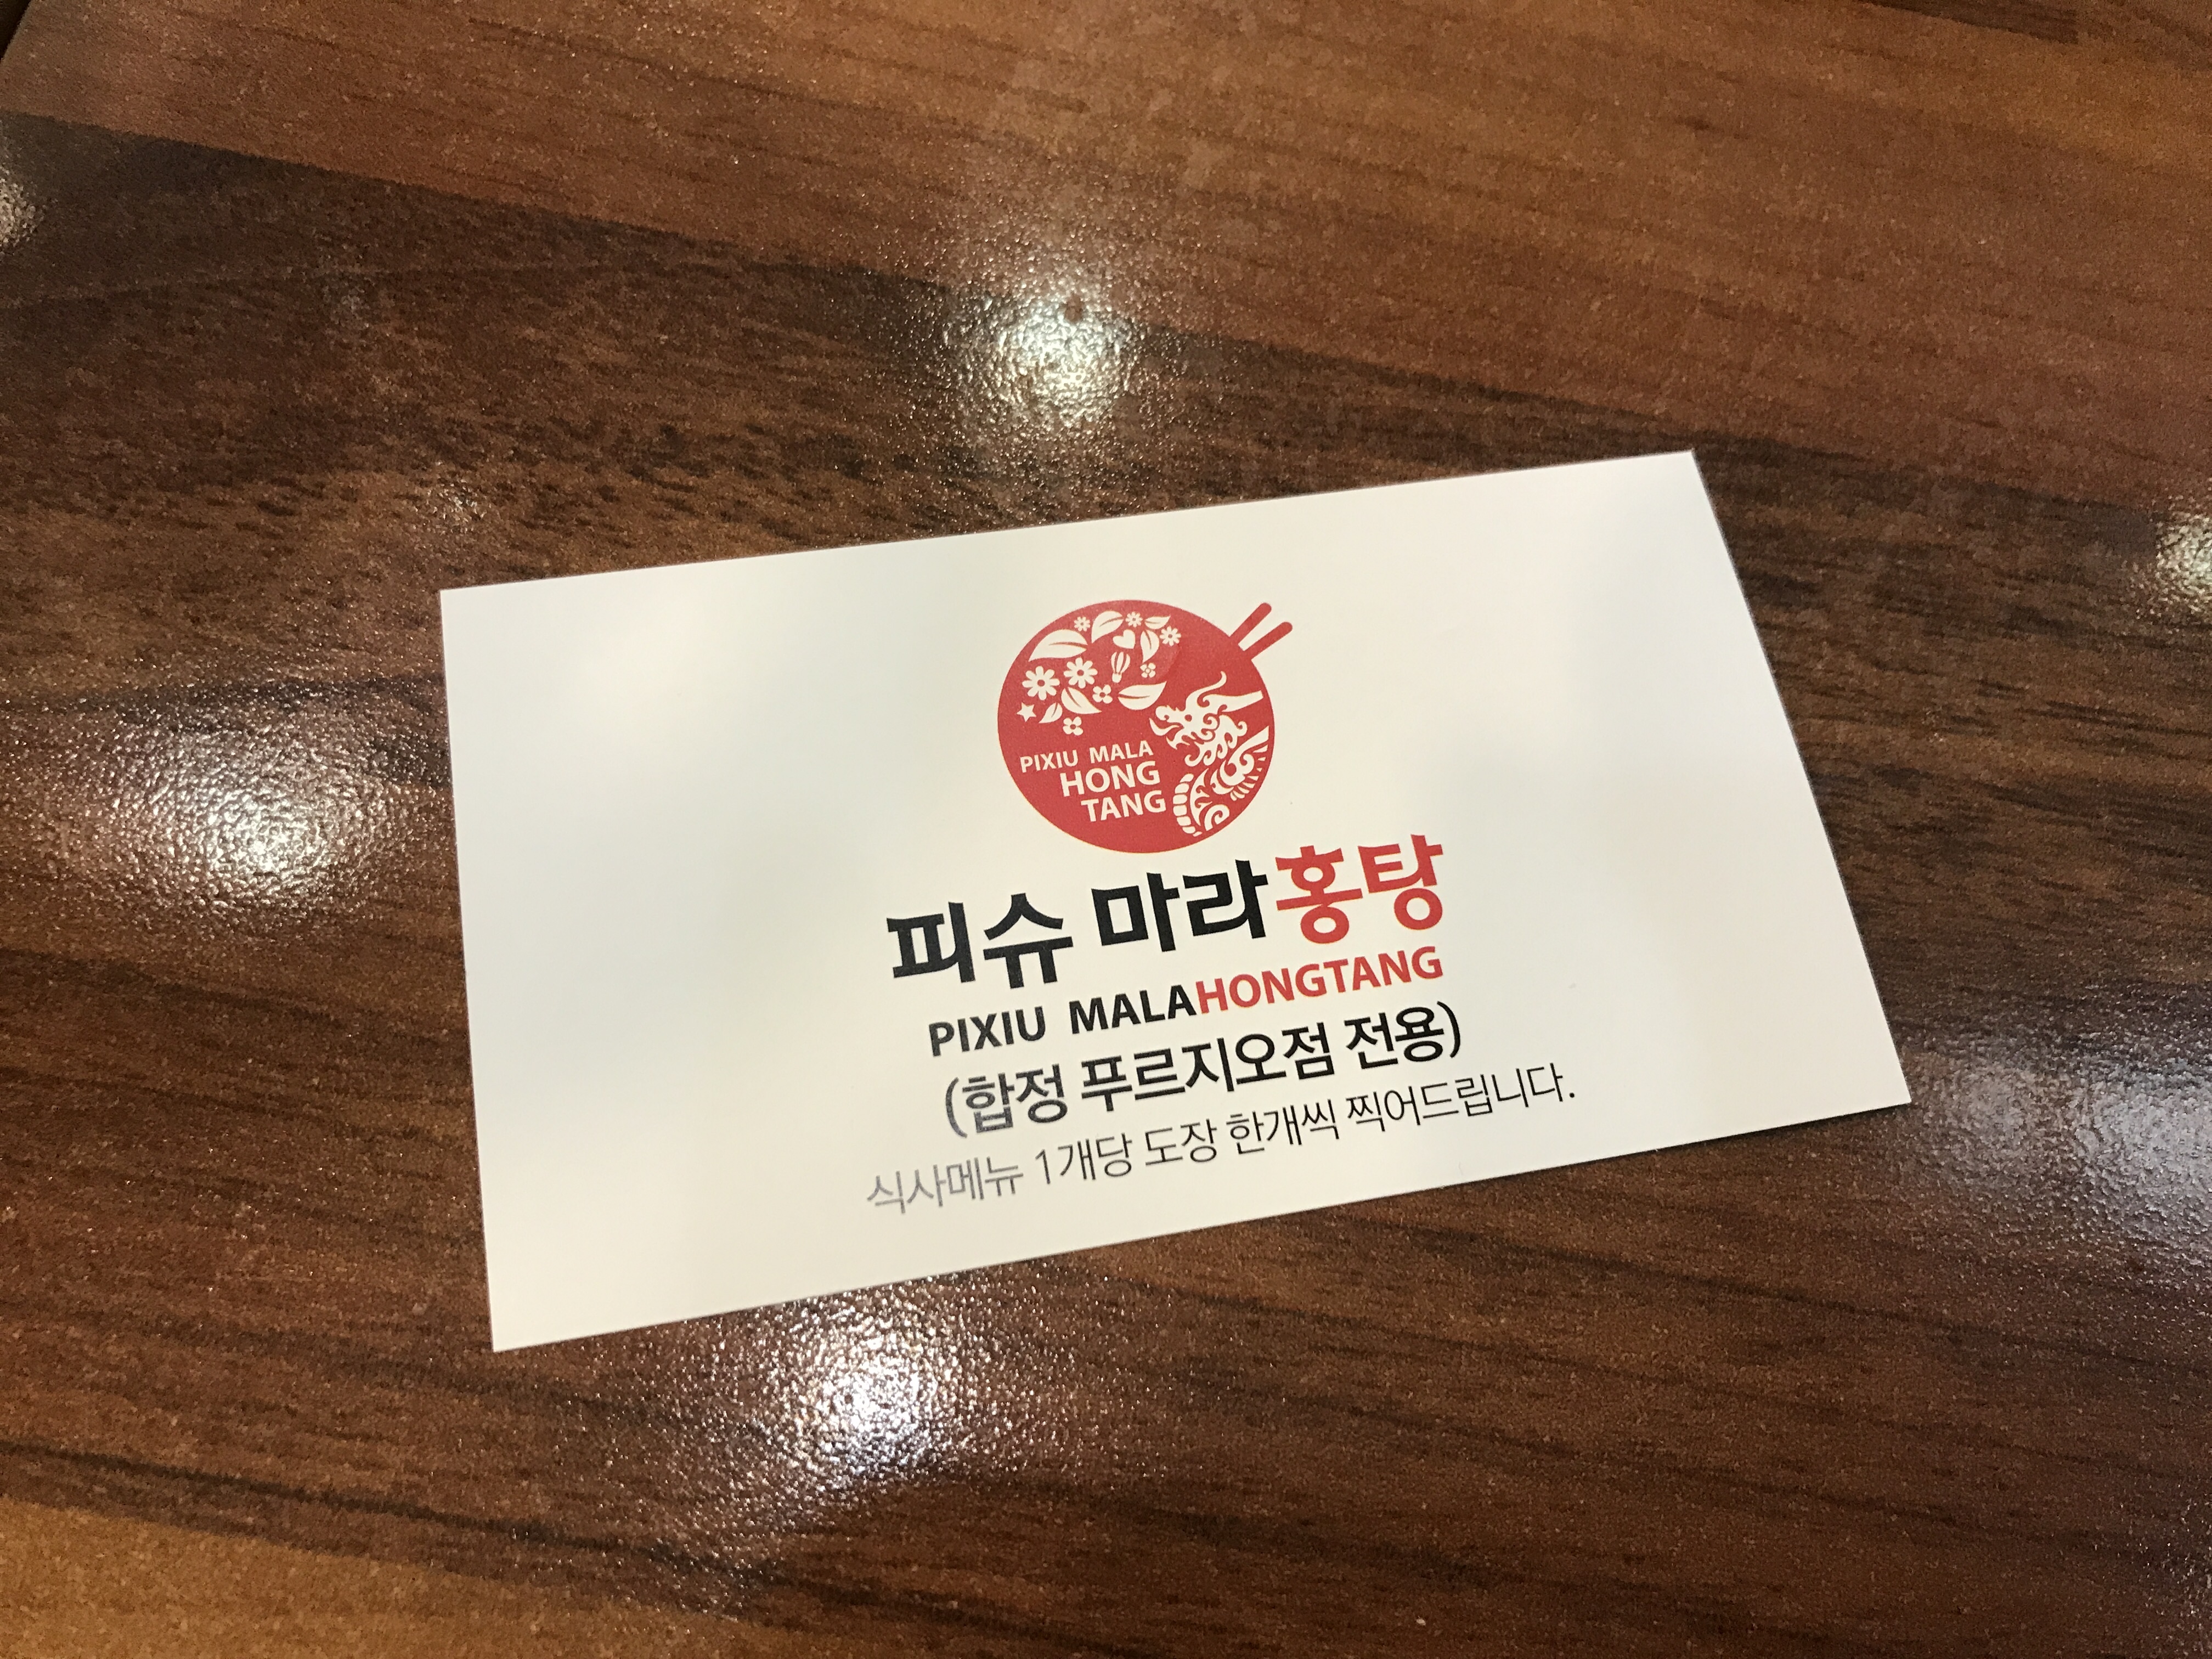 PIXIU MALA
HONG
TANG
피슈 마라홍탕
PIXIU MALAHONGTANG
(합정 푸르지오점 전용)
식사메뉴 1개당 도장 한개씩 찍어드립니다.